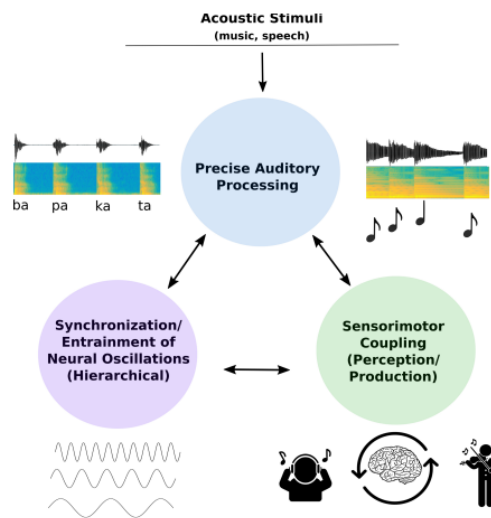 Acoustic Stimuli
(music, speech)
Precise Auditory
Processing
ba pa ka ta
Synchronization/
Entrainment of
Neural Oscillations
(Hierarchical)
Sensorimotor
Coupling
(Perception/
Production)